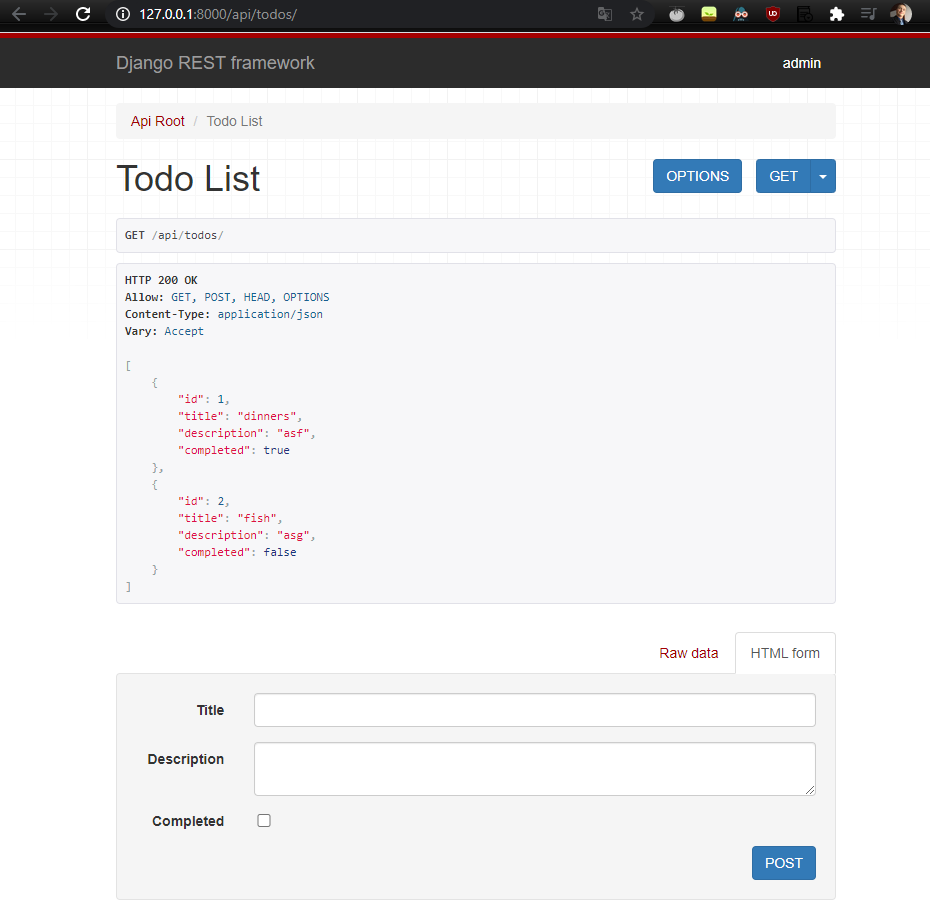 127.0.0.1:8000/api/todos/
Django REST framework admin
Api Root / Todo List
Todo List OPTIONS GET
GET /api/todos/
HTTP 200 OK
Allow: GET, POST, HEAD, OPTIONS
Content-Type: application/json
Vary: Accept
[
    {
        "id": 1,
        "title": "dinners",
        "description": "asf",
        "completed": true
    },
    {
        "id": 2,
        "title": "fish",
        "description": "asg",
        "completed": false
    }
]
Raw data HTML form
Title
Description
Completed
POST